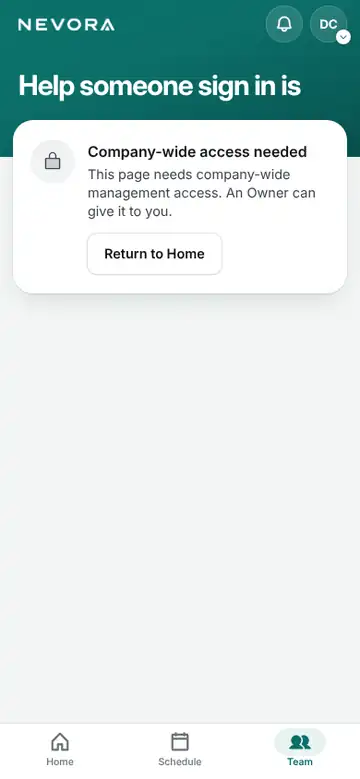 NEVORA
DC
Help someone sign in is
Company-wide access needed
This page needs company-wide
management access. An Owner can
give it to you.
Return to Home
Home
Schedule
Team